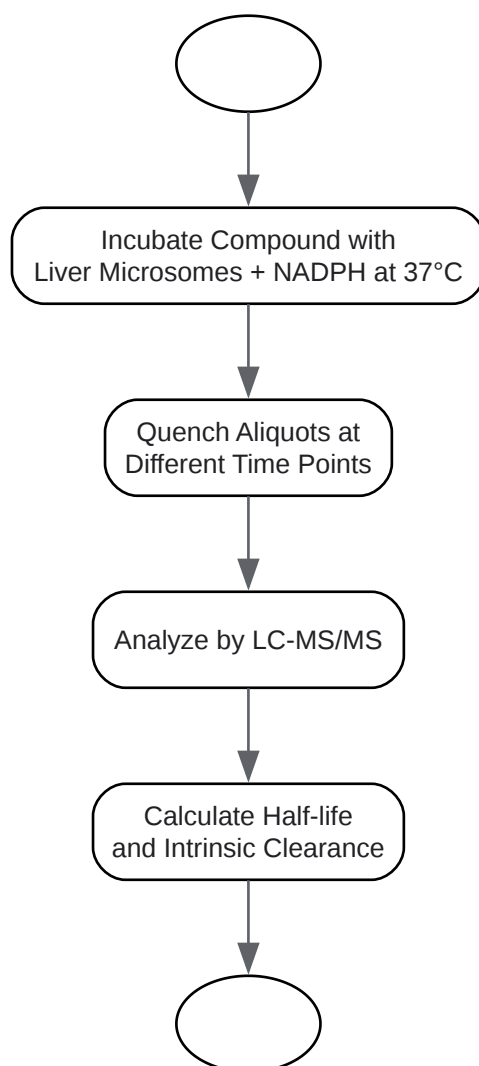 Incubate Compound with
Liver Microsomes + NADPH at 37°C
Quench Aliquots at
Different Time Points
Analyze by LC-MS/MS
Calculate Half-life
and Intrinsic Clearance